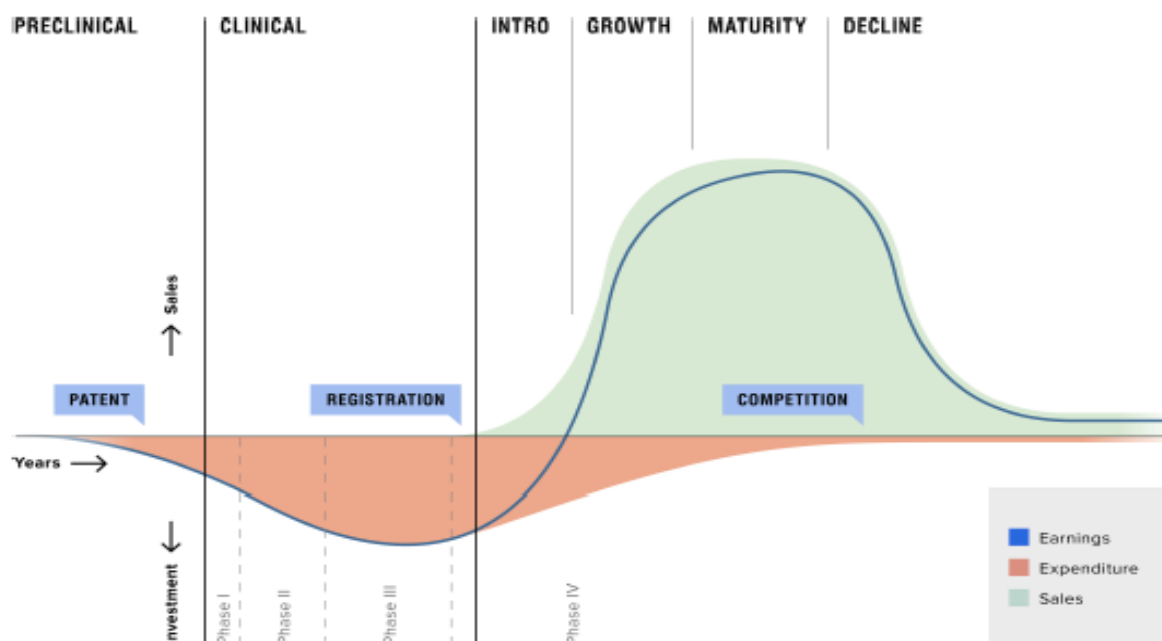 PRECLINICAL
CLINICAL
INTRO
GROWTH
MATURITY
DECLINE
Sales
PATENT
REGISTRATION
COMPETITION
Years
nvestment
Phase I
Phase II
Phase III
Phase IV
Earnings
Expenditure
Sales